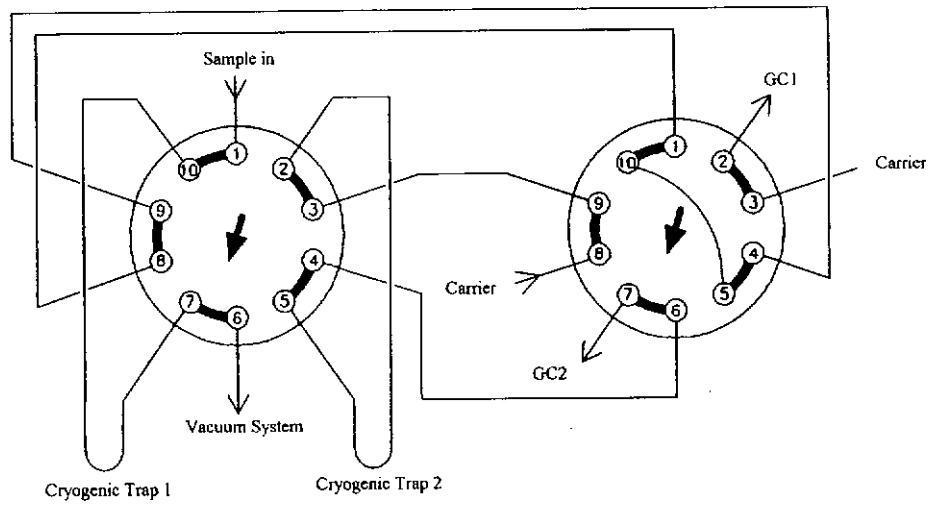 Sample in
GC1
1
10
2
3
9
8
4
5
7
6
Vacuum System
Cryogenic Trap 1
Cryogenic Trap 2
1
10
2
3
Carrier
9
8
4
Carrier
7
6
5
GC2